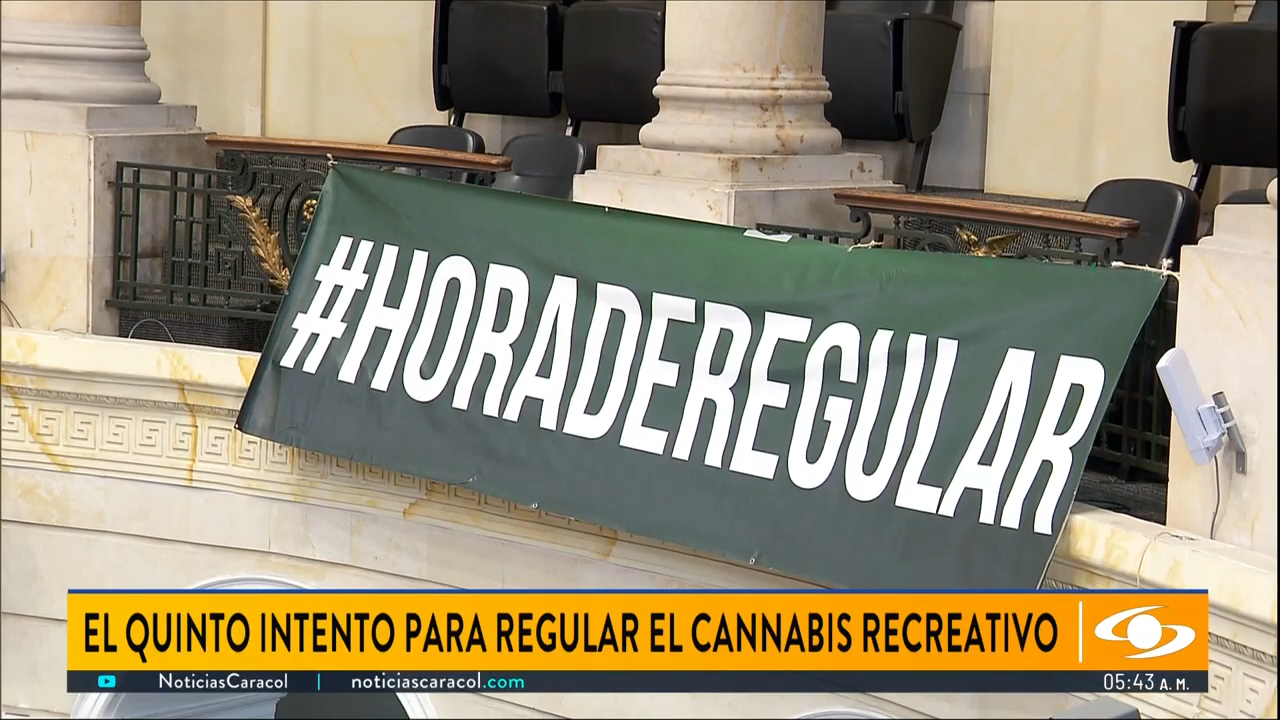 #HORADEREGULAR
EL QUINTO INTENTO PARA REGULAR EL CANNABIS RECREATIVO
NoticiasCaracol | noticiascaracol.com 05:43 A.M.